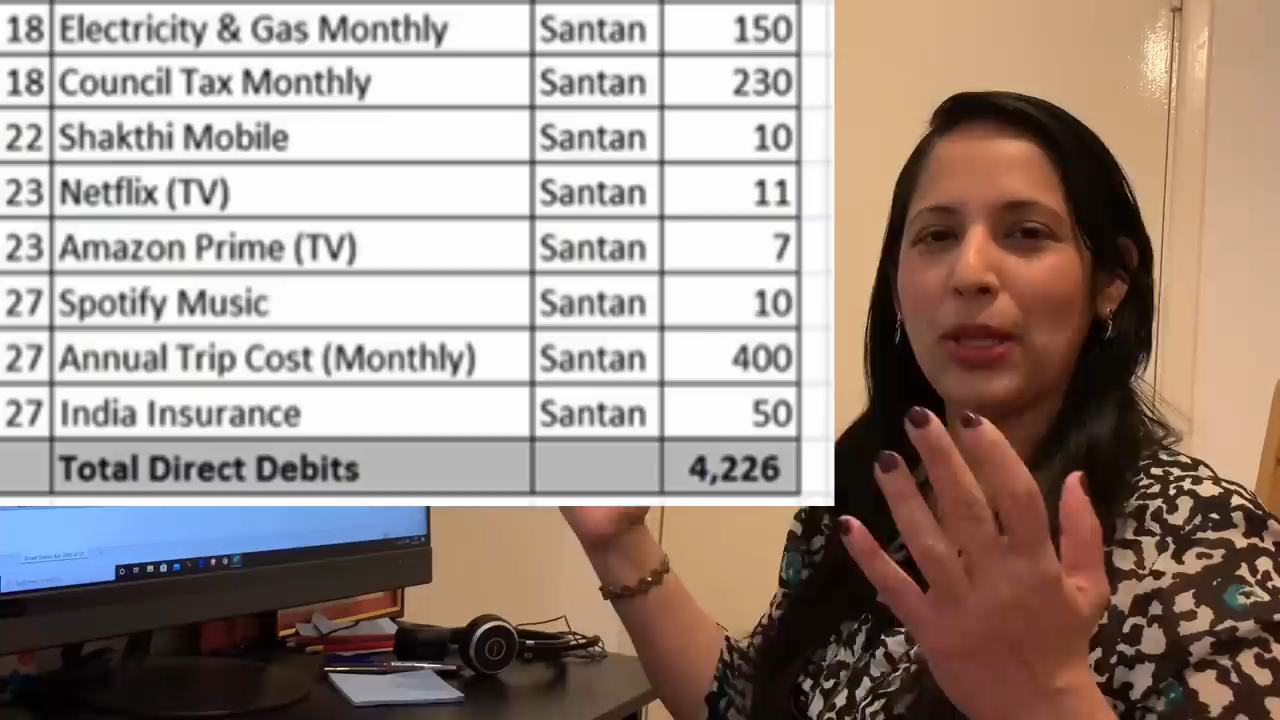 18 Electricity & Gas Monthly Santan 150
18 Council Tax Monthly Santan 230
22 Shakthi Mobile Santan 10
23 Netflix (TV) Santan 11
23 Amazon Prime (TV) Santan 7
27 Spotify Music Santan 10
27 Annual Trip Cost (Monthly) Santan 400
27 India Insurance Santan 50
Total Direct Debits 4,226